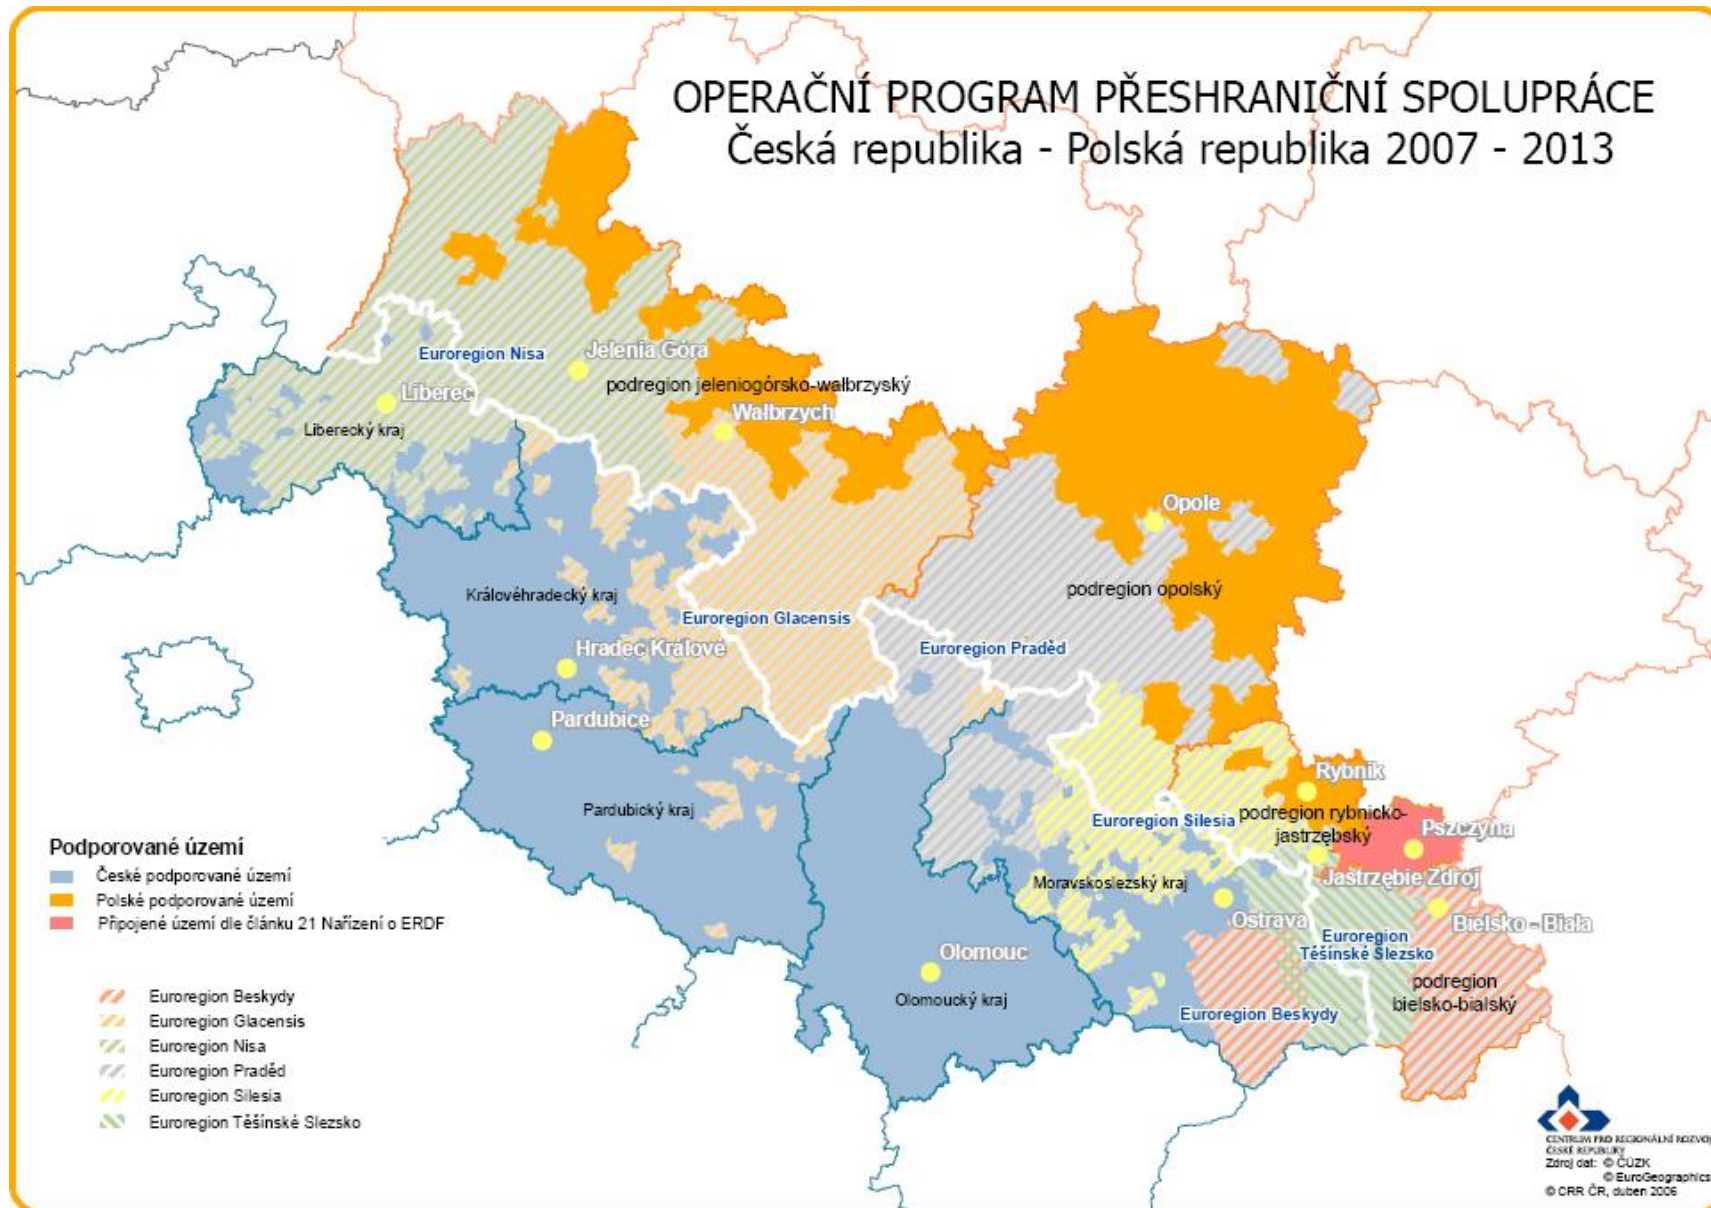 OPERAČNÍ PROGRAM PŘESHRANIČNÍ SPOLUPRÁCE
Česká republika - Polská republika 2007 - 2013
Euroregion Nisa
Jelenia Góra
podregion jeleniogórsko-wałbrzyský
Liberec
Liberecký kraj
Wałbrzych
Opole
podregion opolský
Královéhradecký kraj
Euroregion Glacensis
Euroregion Praděd
Hradec Králové
Pardubice
Pardubický kraj
Rybnik
podregion rybnicko-
jastrzębský
Euroregion Silesia
Pszczyna
Moravskoslezský kraj
Jastrzębie Zdroj
Ostrava
Bielsko - Biała
Euroregion
Těšínské Slezsko
Olomouc
Olomoucký kraj
podregion
bielsko-bialský
Euroregion Beskydy
Podporované území
České podporované území
Polské podporované území
Připojené území dle článku 21 Nařízení o ERDF
Euroregion Beskydy
Euroregion Glacensis
Euroregion Nisa
Euroregion Praděd
Euroregion Silesia
Euroregion Těšínské Slezsko
CENTRUM PRO REGIONÁLNÍ ROZVOJ
ČESKÉ REPUBLIKY
Zdroj dat: © ČÚZK
© EuroGeographics
© CRR ČR, duben 2006